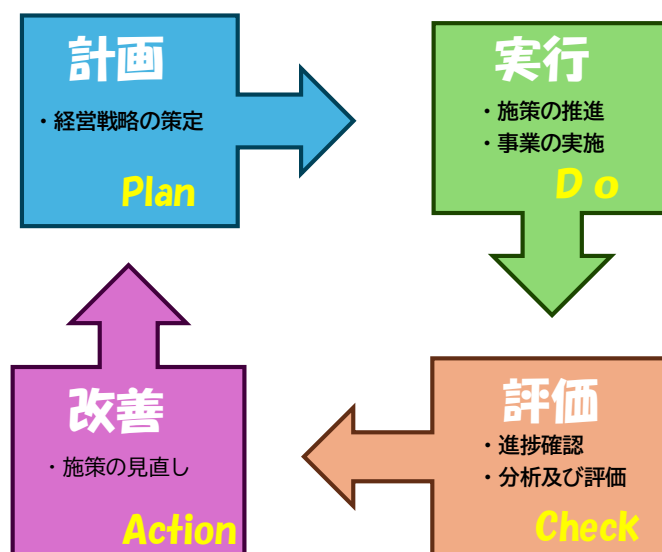 計画
・経営戦略の策定
Plan
実行
・施策の推進
・事業の実施
Ｄｏ
評価
・進捗確認
・分析及び評価
Check
改善
・施策の見直し
Action